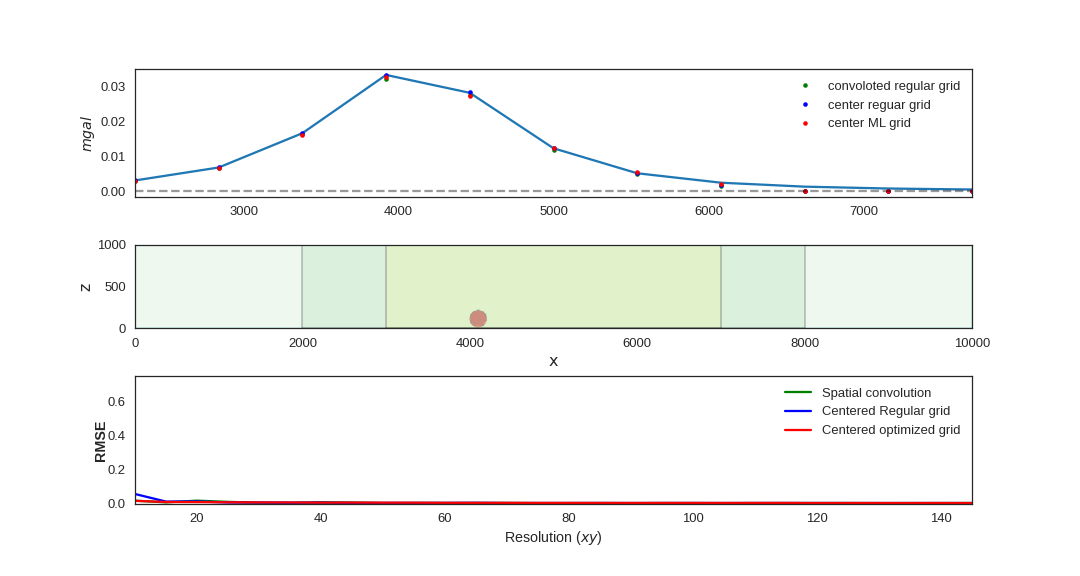 mgal
0.03
0.02
0.01
0.00
convoloted regular grid
center reguar grid
center ML grid
3000 4000 5000 6000 7000
z
1000
500
0
0 2000 4000 6000 8000 10000
x
RMSE
0.6
0.4
0.2
0.0
Spatial convolution
Centered Regular grid
Centered optimized grid
20 40 60 80 100 120 140
Resolution (xy)